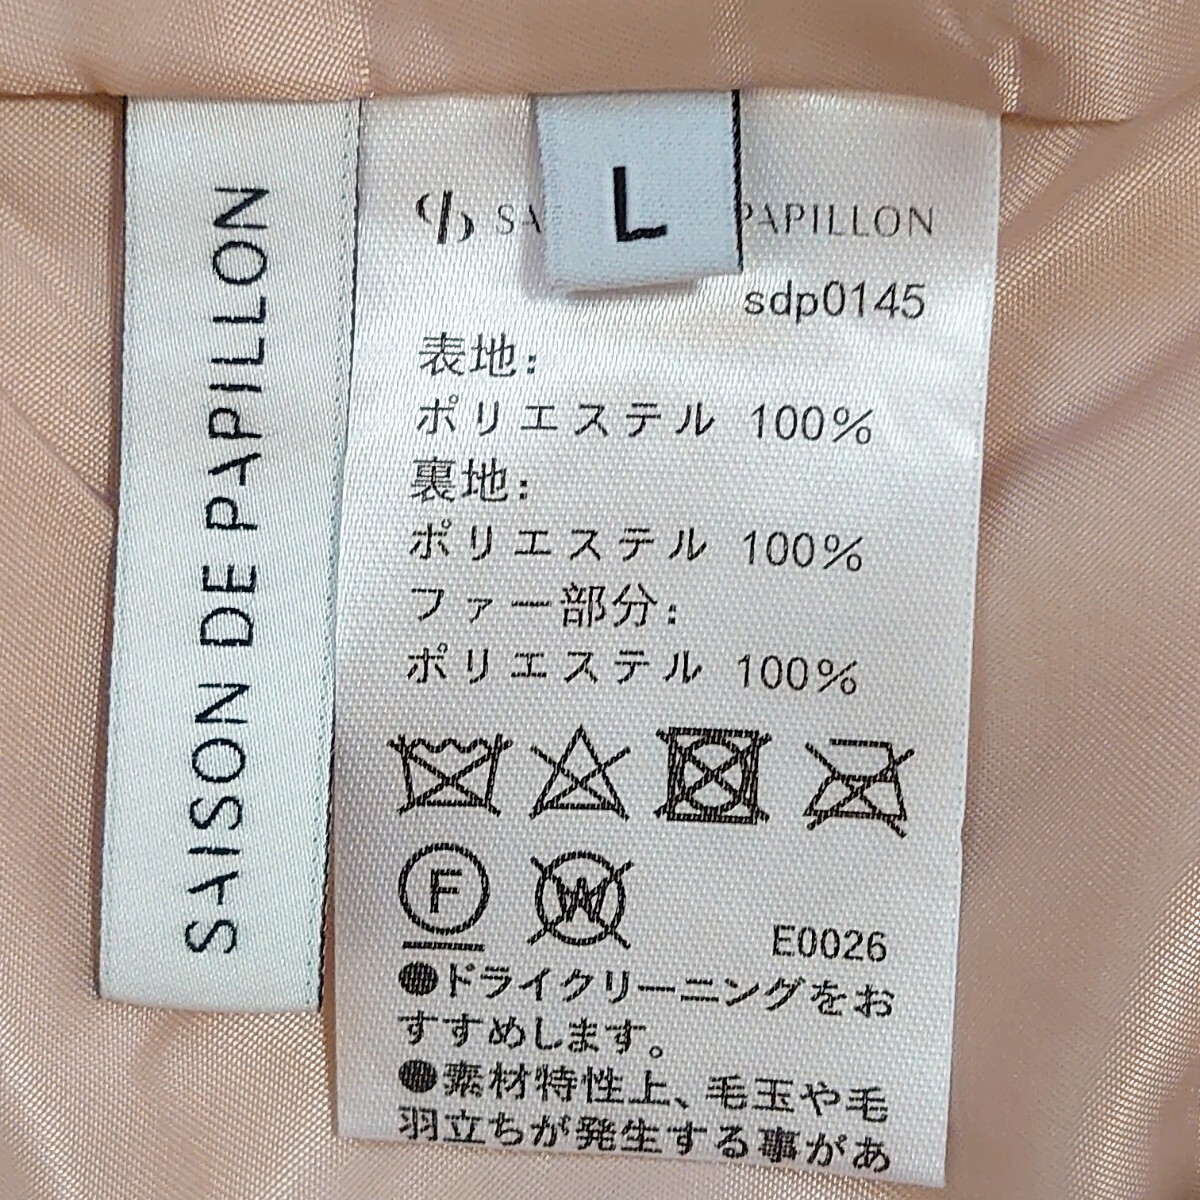 SAISON DE PAPILLON
L
PAPILLON
sdp0145
表地:
ポリエステル 100%
裏地:
ポリエステル 100%
ファー部分:
ポリエステル 100%
F W
E0026
●ドライクリーニングをお
すすめします。
●素材特性上、毛玉や毛
羽立ちが発生する事があ